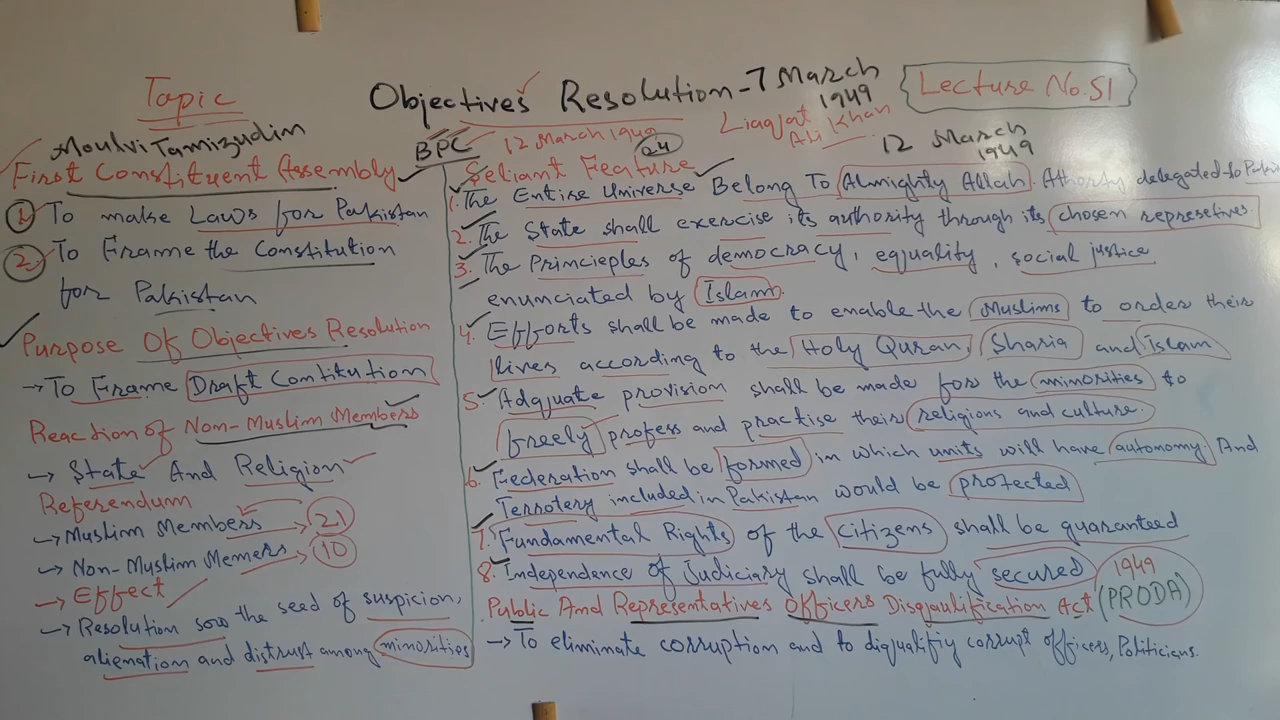 Topic
Objectives Resolution - 7 March 1949
Lecture No. 51
Moulvi Tamizudim
BPC
12 March 1949
24
Liaqat Ali Khan
12 March 1949
First Constituent Assembly
1 To make Laws for Pakistan
2. To Frame the Constitution
for Pakistan
Purpose Of Objectives Resolution
→ To Frame Draft Contitution
Reaction of Non-Muslim Members
→ State And Religion
Referendum
→ Muslim Members → 21
→ Non-Muslim Memers → 10
→ Effect
→ Resolution sow the seed of suspicion,
alienation and distrust among minorities
Seliant Feature
1. The Entire Universe Belong To Almighty Allah. Athority delegated to
2. The State shall exercise its authority through its chosen represetives.
3. The Principeples of democracy, equality, social justice
enunciated by Islam.
4. Efforts shall be made to enable the Muslims to order their
lives according to the Holy Quran, Sharia and islam
5. Adquate provision shall be made for the minorities to
freely profess and practise their religions and culture.
6. Federation shall be formed in which units will have autonomy And
Terrotery included in Pakistan would be protected
7. Fundamental Rights of the Citizens shall be guaranteed
8. Independence of Judiciary shall be fully secured
Public And Representatives officers Disqaulification Act (PRODA) 1949
→ To eliminate corruption and to disqualifiy corrupt officers, Politicians.